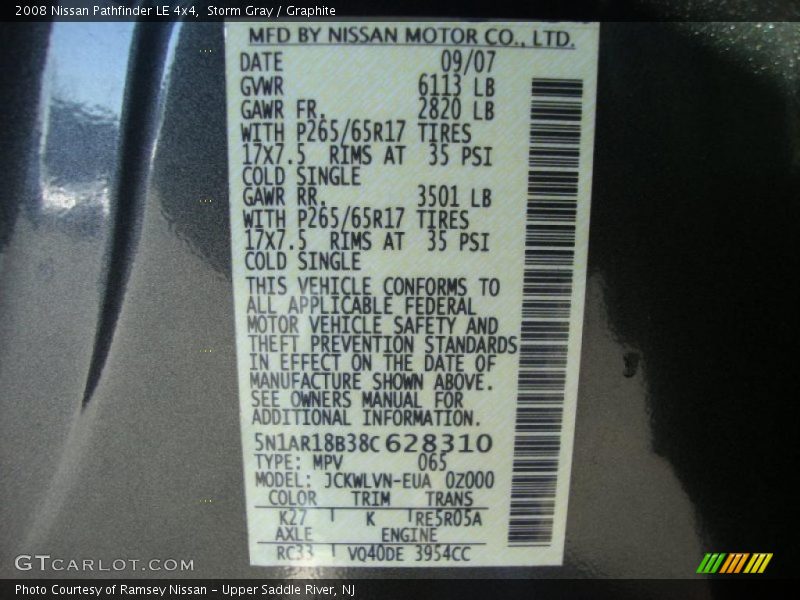 2008 Nissan Pathfinder LE 4x4, Storm Gray / Graphite
MFD BY NISSAN MOTOR CO., LTD.
DATE 09/07
GVWR 6113 LB
GAWR FR. 2820 LB
WITH P265/65R17 TIRES
17X7.5 RIMS AT 35 PSI
COLD SINGLE
GAWR RR. 3501 LB
WITH P265/65R17 TIRES
17X7.5 RIMS AT 35 PSI
COLD SINGLE
THIS VEHICLE CONFORMS TO
ALL APPLICABLE FEDERAL
MOTOR VEHICLE SAFETY AND
THEFT PREVENTION STANDARDS
IN EFFECT ON THE DATE OF
MANUFACTURE SHOWN ABOVE.
SEE OWNERS MANUAL FOR
ADDITIONAL INFORMATION.
5N1AR18B38C628310
TYPE: MPV 065
MODEL: JCKWLVN-EUA 0Z000
COLOR TRIM TRANS
K27 K RE5R05A
AXLE ENGINE
RC33 VQ40DE 3954CC
GTCARLOT.COM
Photo Courtesy of Ramsey Nissan - Upper Saddle River, NJ